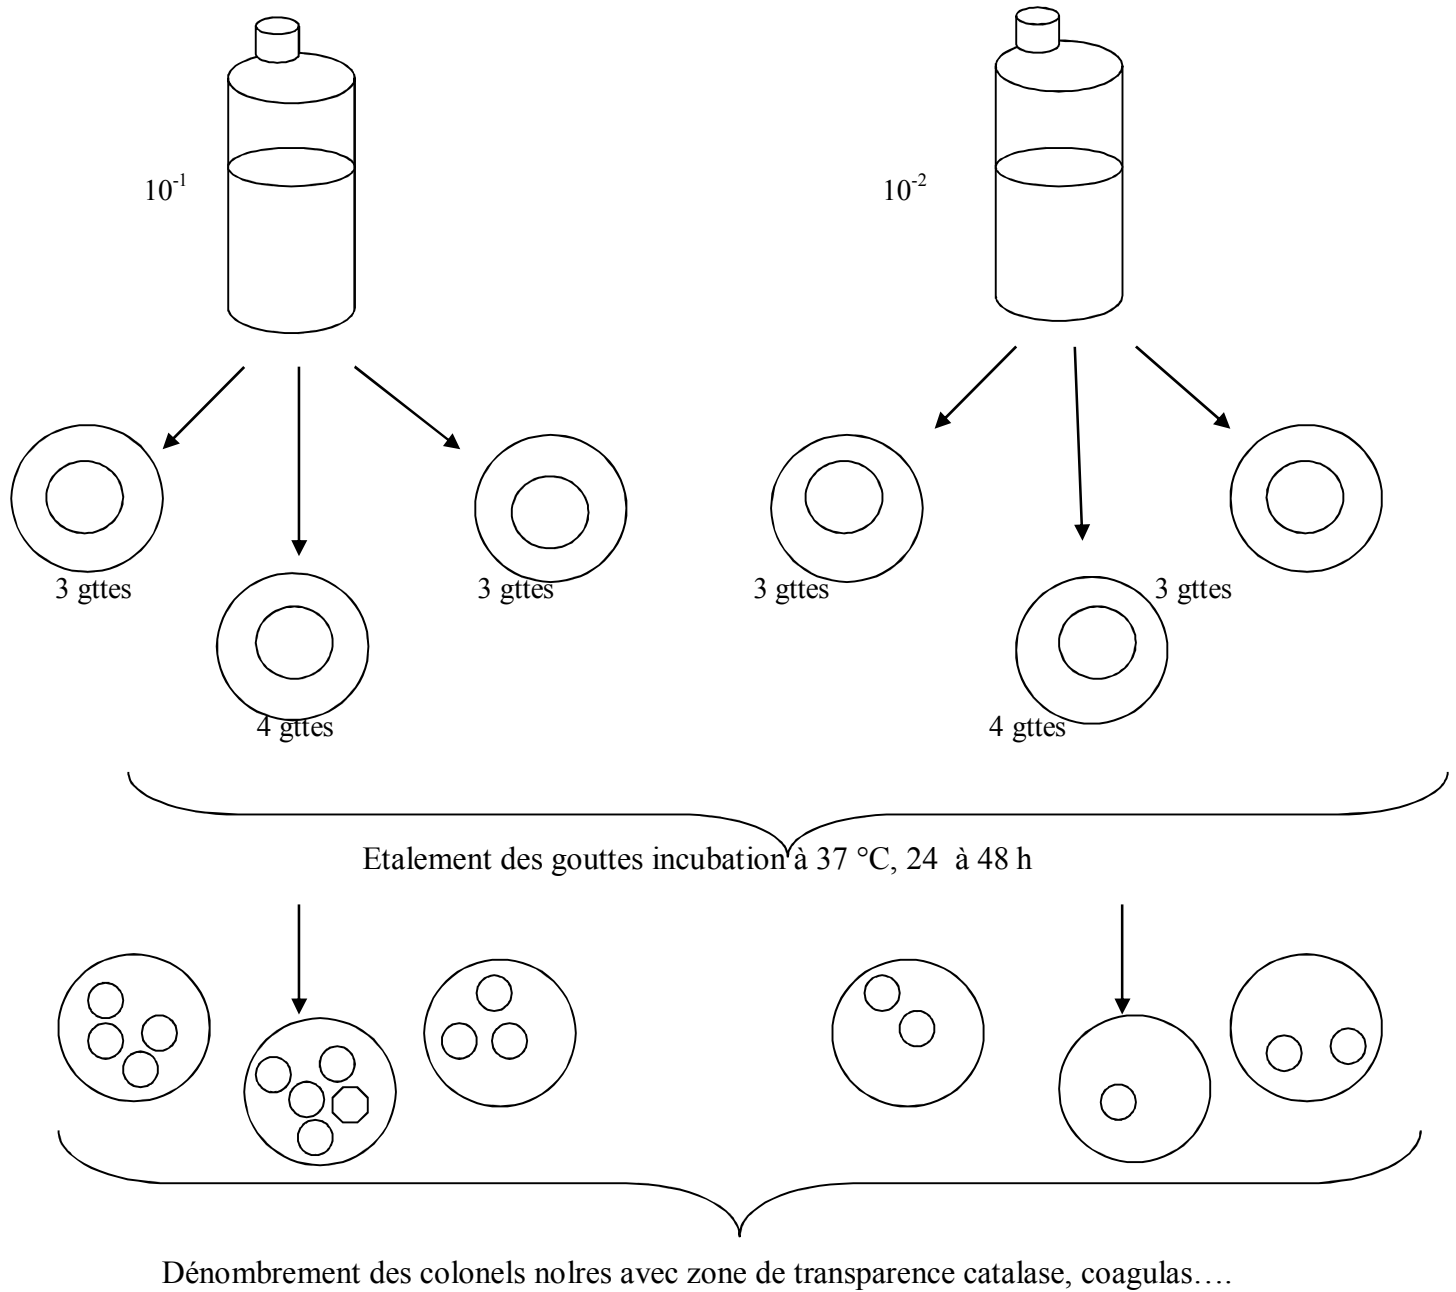 10-1
10-2
3 gttes
3 gttes
3 gttes
3 gttes
4 gttes
4 gttes
Etalement des gouttes incubation à 37 °C, 24 à 48 h
Dénombrement des colonels nolres avec zone de transparence catalase, coagulas….